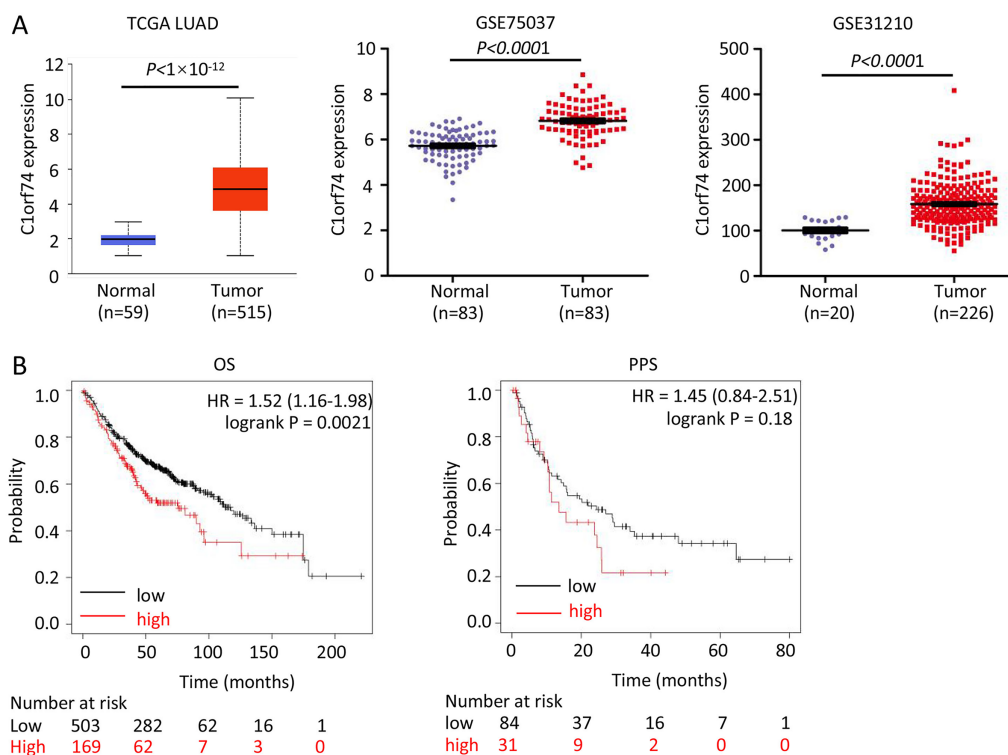 A
TCGA LUAD
P<1×10-12
C1orf74 expression
12
10
8
6
4
2
0
Normal
(n=59)
Tumor
(n=515)
GSE75037
P<0.0001
C1orf74 expression
10
8
6
4
2
0
Normal
(n=83)
Tumor
(n=83)
GSE31210
P<0.0001
C1orf74 expression
500
400
300
200
100
0
Normal
(n=20)
Tumor
(n=226)
B
OS
HR = 1.52 (1.16-1.98)
logrank P = 0.0021
Probability
1.0
0.8
0.6
0.4
0.2
0.0
low
high
0 50 100 150 200
Time (months)
Number at risk
Low 503 282 62 16 1
High 169 62 7 3 0
PPS
HR = 1.45 (0.84-2.51)
logrank P = 0.18
Probability
1.0
0.8
0.6
0.4
0.2
0.0
low
high
0 20 40 60 80
Time (months)
Number at risk
low 84 37 16 7 1
high 31 9 2 0 0